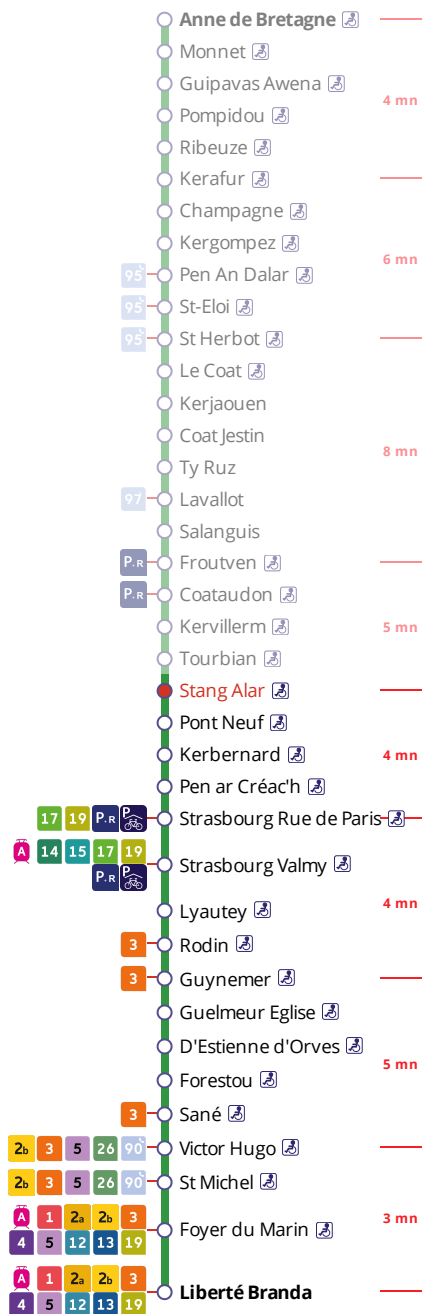 Anne de Bretagne
Monnet
Guipavas Awena
4 mn
Pompidou
Ribeuze
Kerafur
Champagne
Kergompez
6 mn
95 Pen An Dalar
95 St-Eloi
95 St Herbot
Le Coat
Kerjaouen
Coat Jestin
8 mn
Ty Ruz
97 Lavallot
Salanguis
P+R Froutven
P+R Coataudon
Kervillerm
5 mn
Tourbian
Stang Alar
Pont Neuf
Kerbernard
4 mn
Pen ar Créac'h
17 19 P+R P Strasbourg Rue de Paris
A 14 15 17 19
Strasbourg Valmy
P+R P
4 mn
Lyautey
3 Rodin
3 Guynemer
Guelmeur Eglise
D'Estienne d'Orves
5 mn
Forestou
3 Sané
2b 3 5 26 90 Victor Hugo
2b 3 5 26 90 St Michel
A 1 2a 2b 3
Foyer du Marin
3 mn
4 5 12 13 19
A 1 2a 2b 3
Liberté Branda
4 5 12 13 19